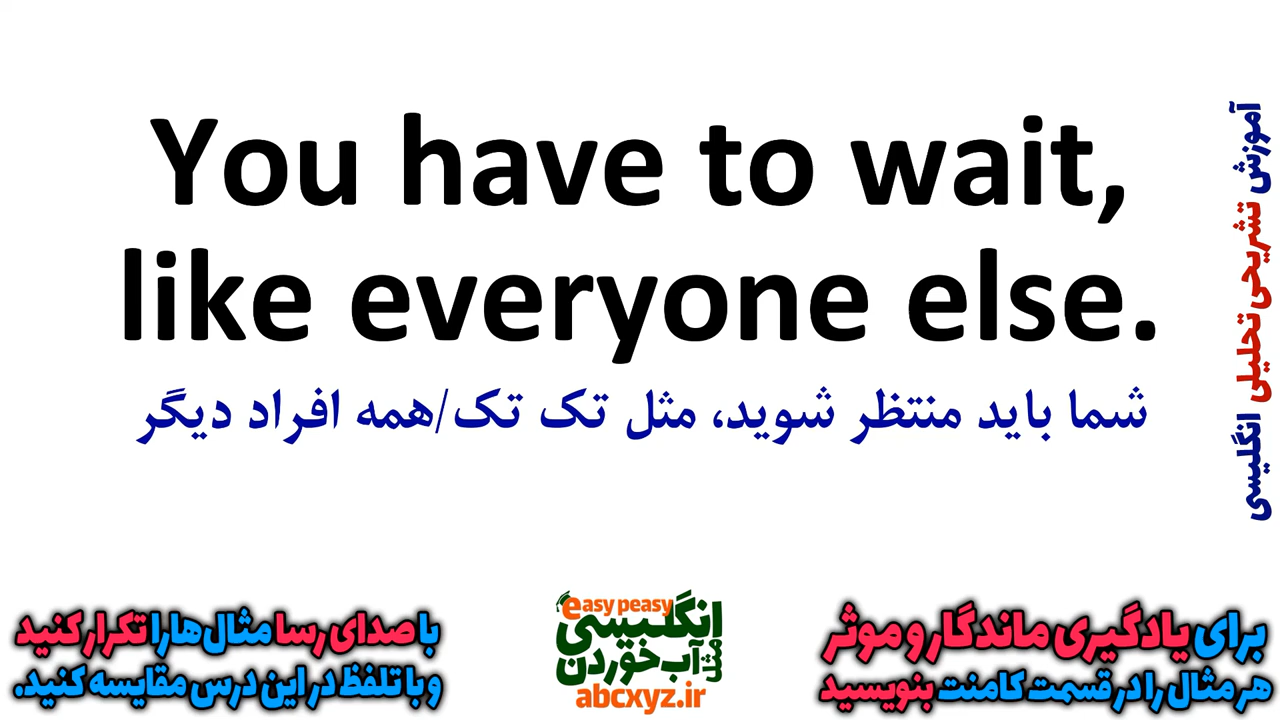 You have to wait,
like everyone else.
شما باید منتظر شوید، مثل تک تک/همه افراد دیگر
آموزش تشریحی تحلیلی انگلیسی
برای یادگیری ماندگار و موثر
هر مثال را در قسمت کامنت بنویسید
easy peasy
انگلیسی
مثل آب خوردن
abcxyz.ir
با صدای رسا مثال‌ها را تکرار کنید
و با تلفظ در این درس مقایسه کنید.